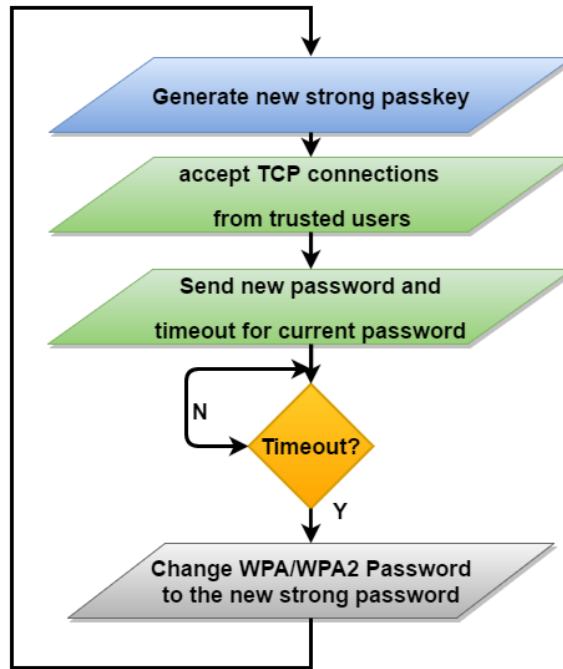 Generate new strong passkey
accept TCP connections
from trusted users
Send new password and
timeout for current password
N
Timeout?
Y
Change WPA/WPA2 Password
to the new strong password